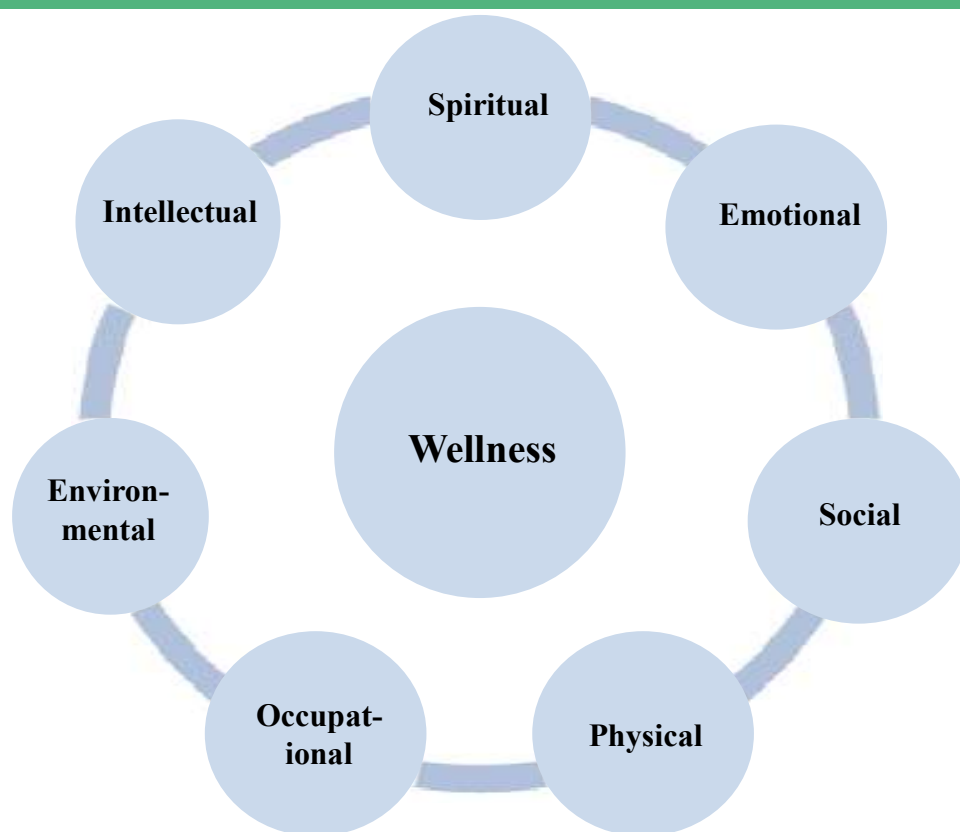 Spiritual
Emotional
Intellectual
Wellness
Social
Environ-
mental
Physical
Occupat-
ional